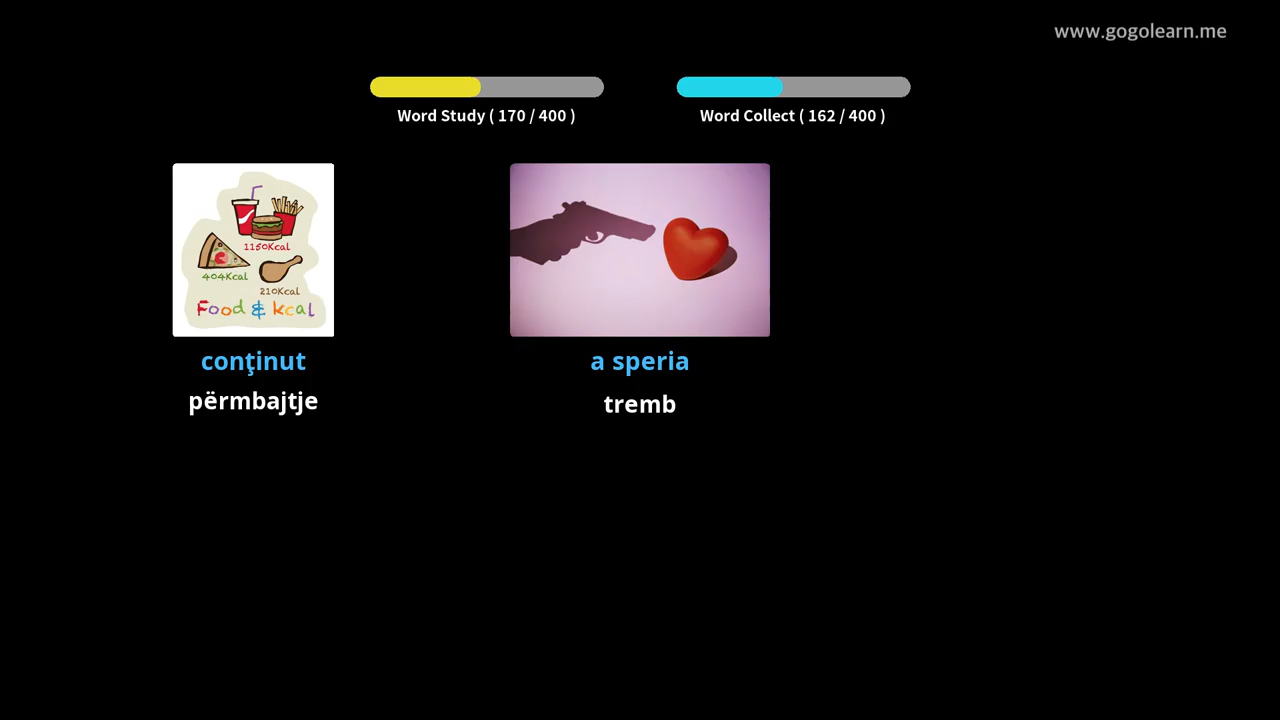 www.gogolearn.me
Word Study ( 170 / 400 )
Word Collect ( 162 / 400 )
1150Kcal
404Kcal
210Kcal
Food & kcal
conţinut
a speria
përmbajtje
tremb